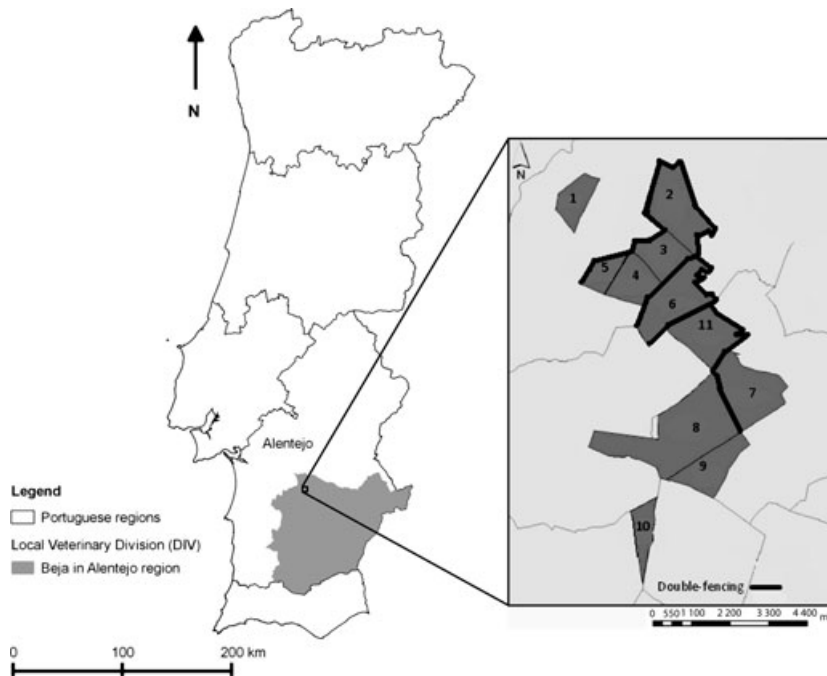 N
Alentejo
Legend
Portuguese regions
Local Veterinary Division (DIV)
Beja in Alentejo region
0 100 200 km
N
1
2
3
5
4
6
11
7
8
9
10
Double-fencing
0 550 1 100 2 200 3 300 4 400
m